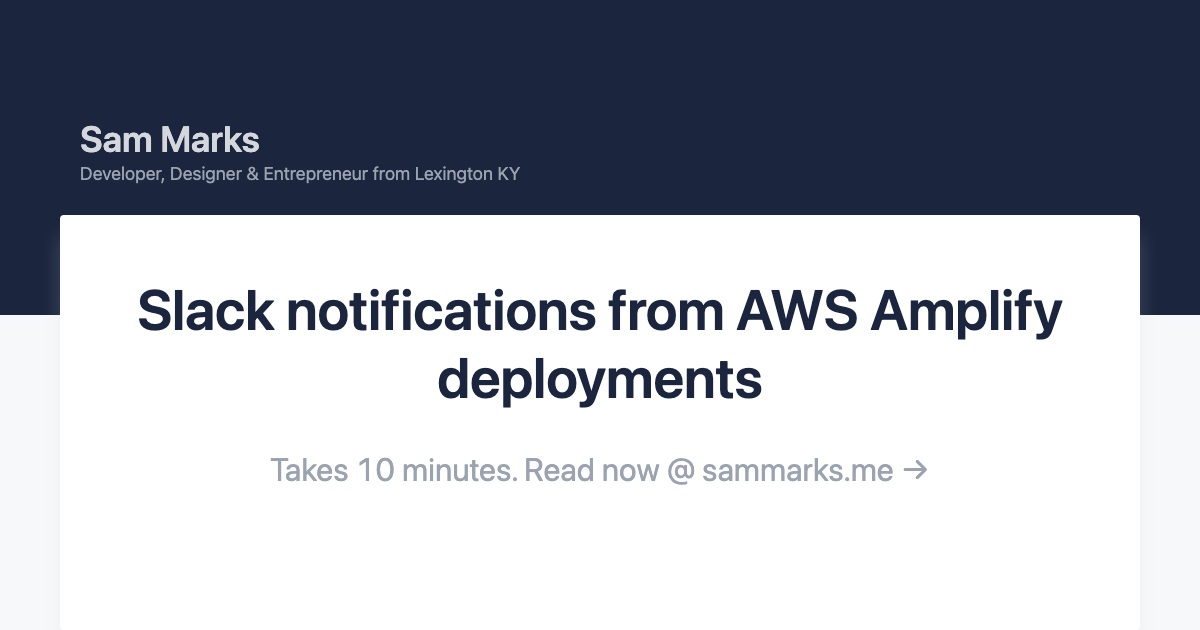 Sam Marks
Developer, Designer & Entrepreneur from Lexington KY
Slack notifications from AWS Amplify
deployments
Takes 10 minutes. Read now @ sammarks.me →